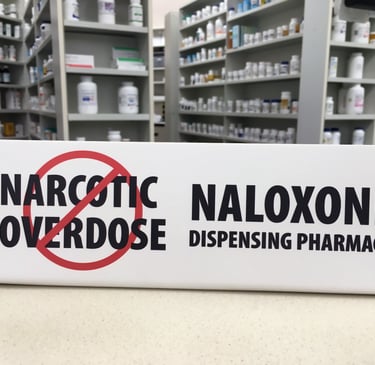 NARCOTIC
OVERDOSE
NALOXON
DISPENSING PHARMAC